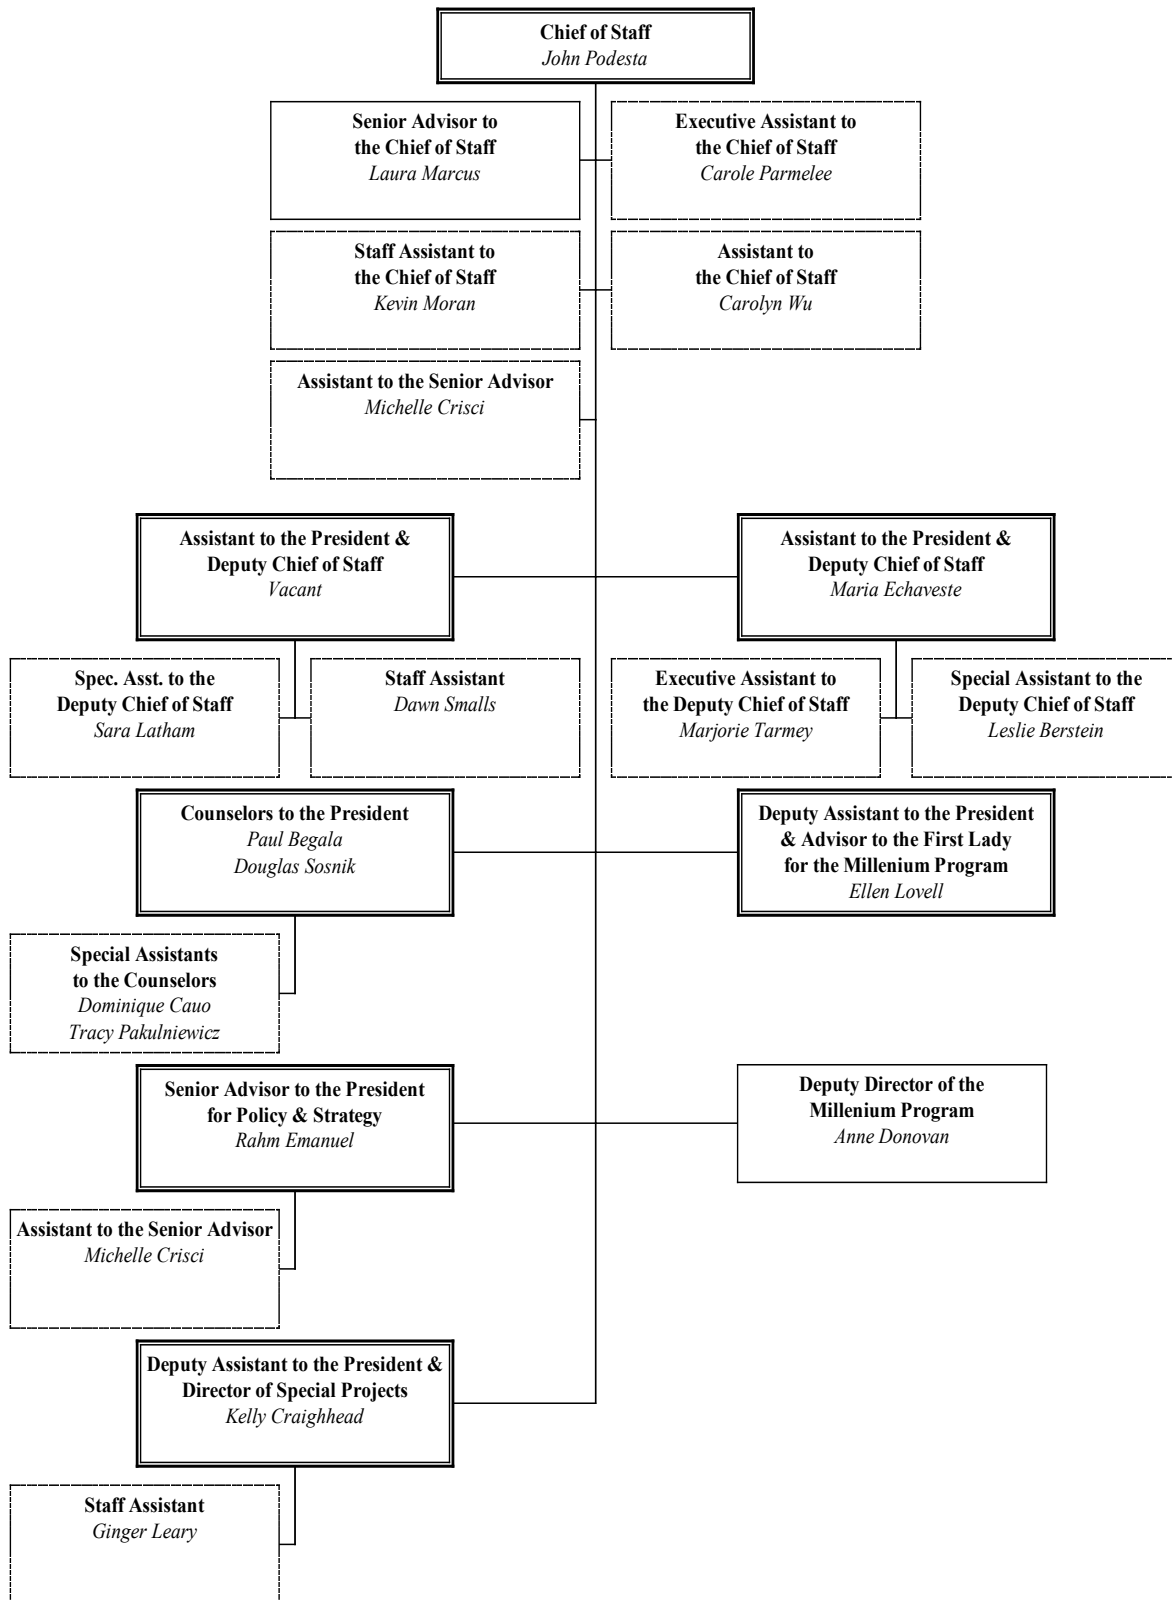 Chief of Staff
John Podesta
Senior Advisor to
the Chief of Staff
Laura Marcus
Executive Assistant to
the Chief of Staff
Carole Parmelee
Staff Assistant to
the Chief of Staff
Kevin Moran
Assistant to
the Chief of Staff
Carolyn Wu
Assistant to the Senior Advisor
Michelle Crisci
Assistant to the President &
Deputy Chief of Staff
Vacant
Assistant to the President &
Deputy Chief of Staff
Maria Echaveste
Spec. Asst. to the
Deputy Chief of Staff
Sara Latham
Staff Assistant
Dawn Smalls
Executive Assistant to
the Deputy Chief of Staff
Marjorie Tarmey
Special Assistant to the
Deputy Chief of Staff
Leslie Berstein
Counselors to the President
Paul Begala
Douglas Sosnik
Deputy Assistant to the President
& Advisor to the First Lady
for the Millenium Program
Ellen Lovell
Special Assistants
to the Counselors
Dominique Cauo
Tracy Pakulniewicz
Senior Advisor to the President
for Policy & Strategy
Rahm Emanuel
Deputy Director of the
Millenium Program
Anne Donovan
Assistant to the Senior Advisor
Michelle Crisci
Deputy Assistant to the President &
Director of Special Projects
Kelly Craighhead
Staff Assistant
Ginger Leary